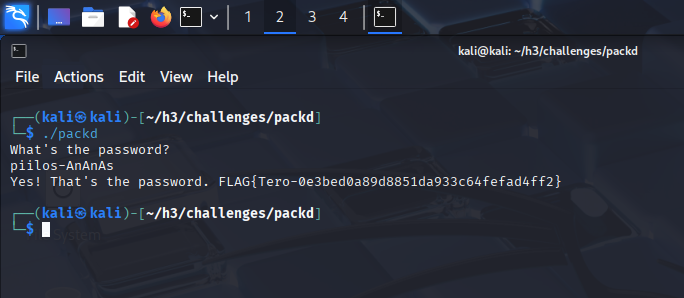 1 2 3 4
kali@kali: ~/h3/challenges/packd
File Actions Edit View Help
┌──(kali㉿kali)-[~/h3/challenges/packd]
└─$ ./packd
What's the password?
piilos-AnAnAs
Yes! That's the password. FLAG{Tero-0e3bed0a89d8851da933c64fefad4ff2}
┌──(kali㉿kali)-[~/h3/challenges/packd]
└─$